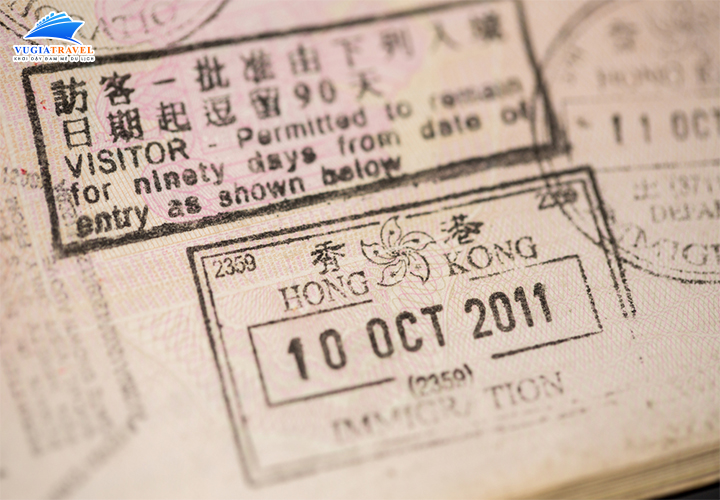 VUGIATRAVEL
KHƠI DẬY ĐAM MÊ DU LỊCH
訪客 - 批准由下列入境
日期起逗留90天
VISITOR - Permitted to remain
for ninety days from date of
entry as shown below
2359
香港
HONG KONG
10 OCT 2011
(2359)
IMMIGRATION
HONG K
11 OCT
DEPA